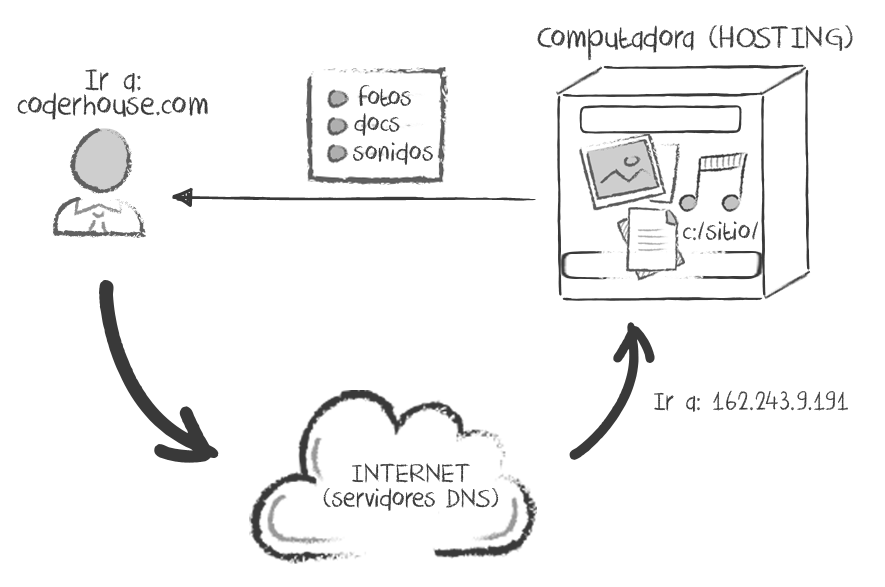 Computadora (HOSTING)
Ir a:
coderhouse.com
fotos
docs
sonidos
c:/sitio/
Ir a: 162.243.9.191
INTERNET
(servidores DNS)